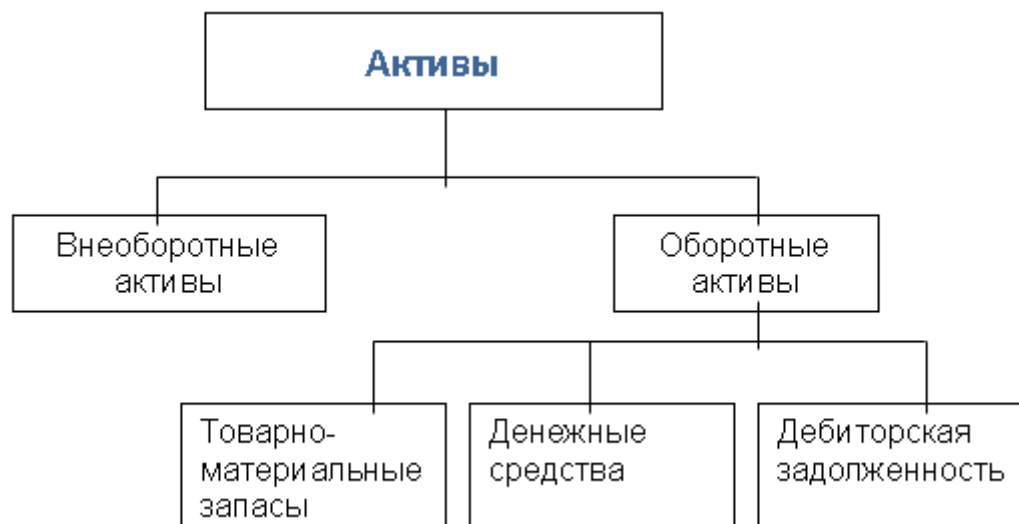 Активы
Внеоборотные
активы
Оборотные
активы
Товарно-
материальные
запасы
Денежные
средства
Дебиторская
задолженность